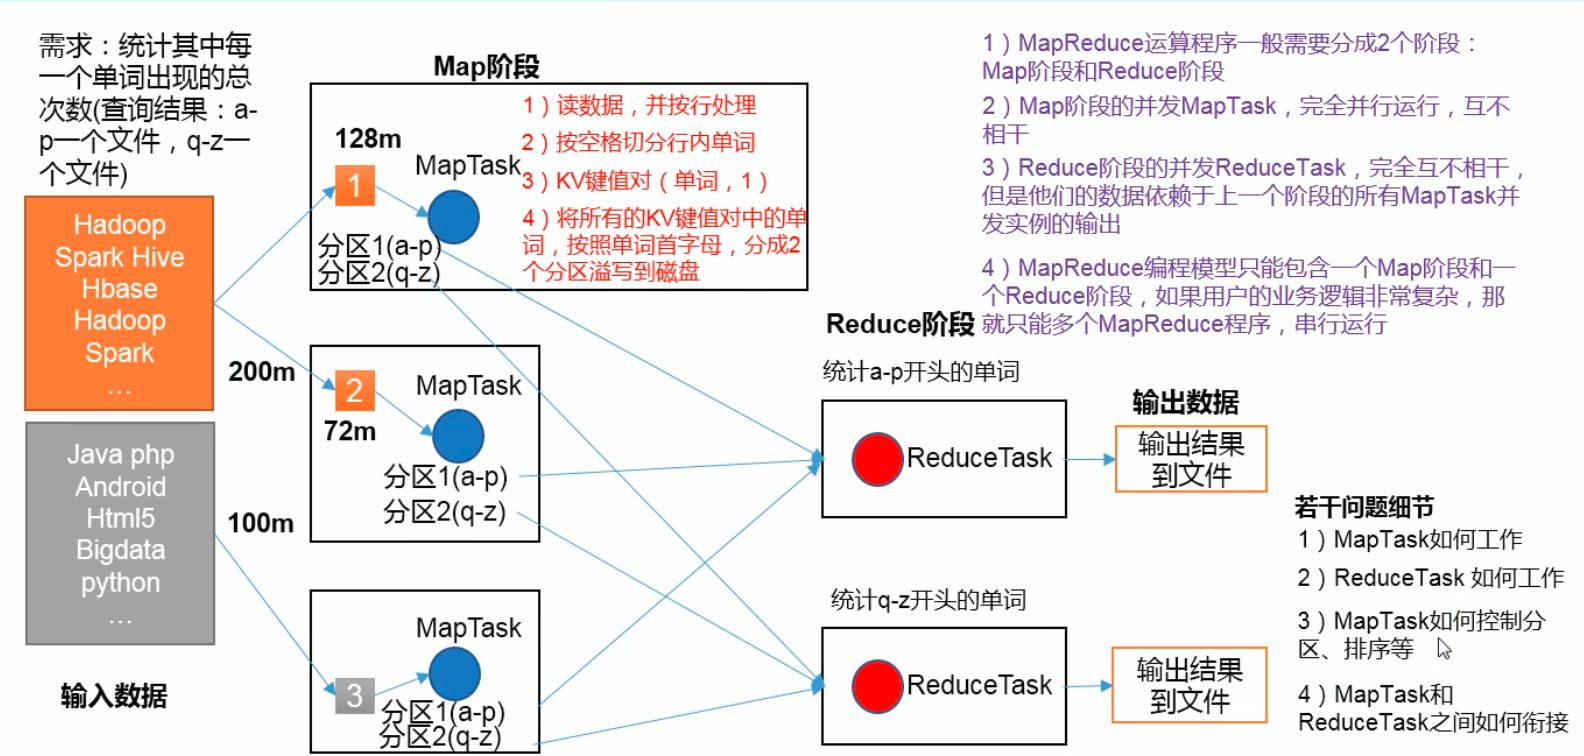 需求：统计其中每
一个单词出现的总
次数(查询结果：a-
p一个文件，q-z一
个文件)
Hadoop
Spark Hive
Hbase
Hadoop
Spark
...
200m
Java php
Android
Html5
Bigdata
python
...
100m
输入数据
Map阶段
128m
1
MapTask
分区1(a-p)
分区2(q-z)
1）读数据，并按行处理
2）按空格切分行内单词
3）KV键值对（单词，1）
4）将所有的KV键值对中的单
词，按照单词首字母，分成2
个分区溢写到磁盘
2
72m
MapTask
分区1(a-p)
分区2(q-z)
3
MapTask
分区1(a-p)
分区2(q-z)
1）MapReduce运算程序一般需要分成2个阶段：
Map阶段和Reduce阶段
2）Map阶段的并发MapTask，完全并行运行，互不
相干
3）Reduce阶段的并发ReduceTask，完全互不相干，
但是他们的数据依赖于上一个阶段的所有MapTask并
发实例的输出
4）MapReduce编程模型只能包含一个Map阶段和一
个Reduce阶段，如果用户的业务逻辑非常复杂，那
就只能多个MapReduce程序，串行运行
Reduce阶段
统计a-p开头的单词
ReduceTask
统计q-z开头的单词
ReduceTask
输出数据
输出结果
到文件
输出结果
到文件
若干问题细节
1）MapTask如何工作
2）ReduceTask 如何工作
3）MapTask如何控制分
区、排序等
4）MapTask和
ReduceTask之间如何衔接